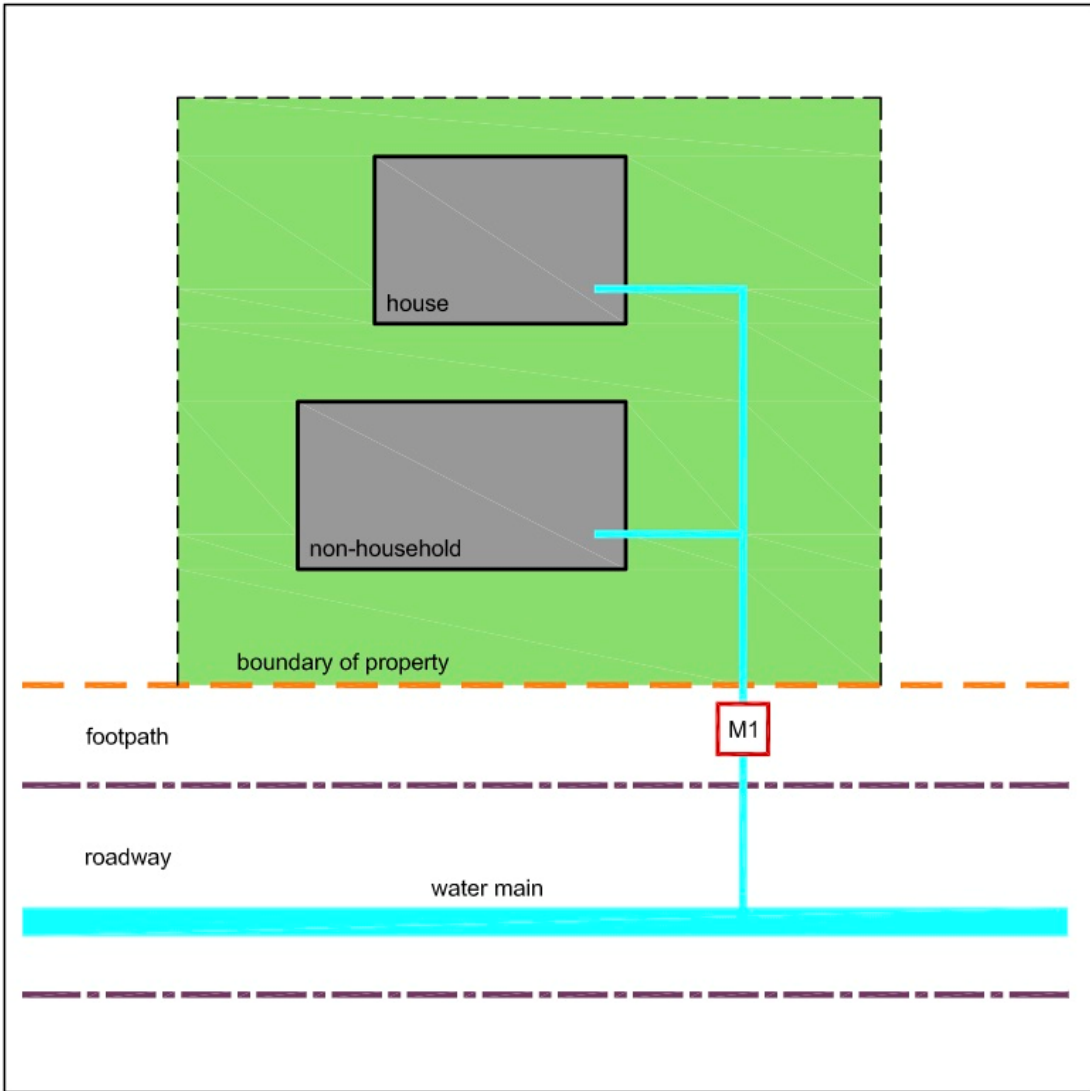 house
non-household
boundary of property
footpath
M1
roadway
water main